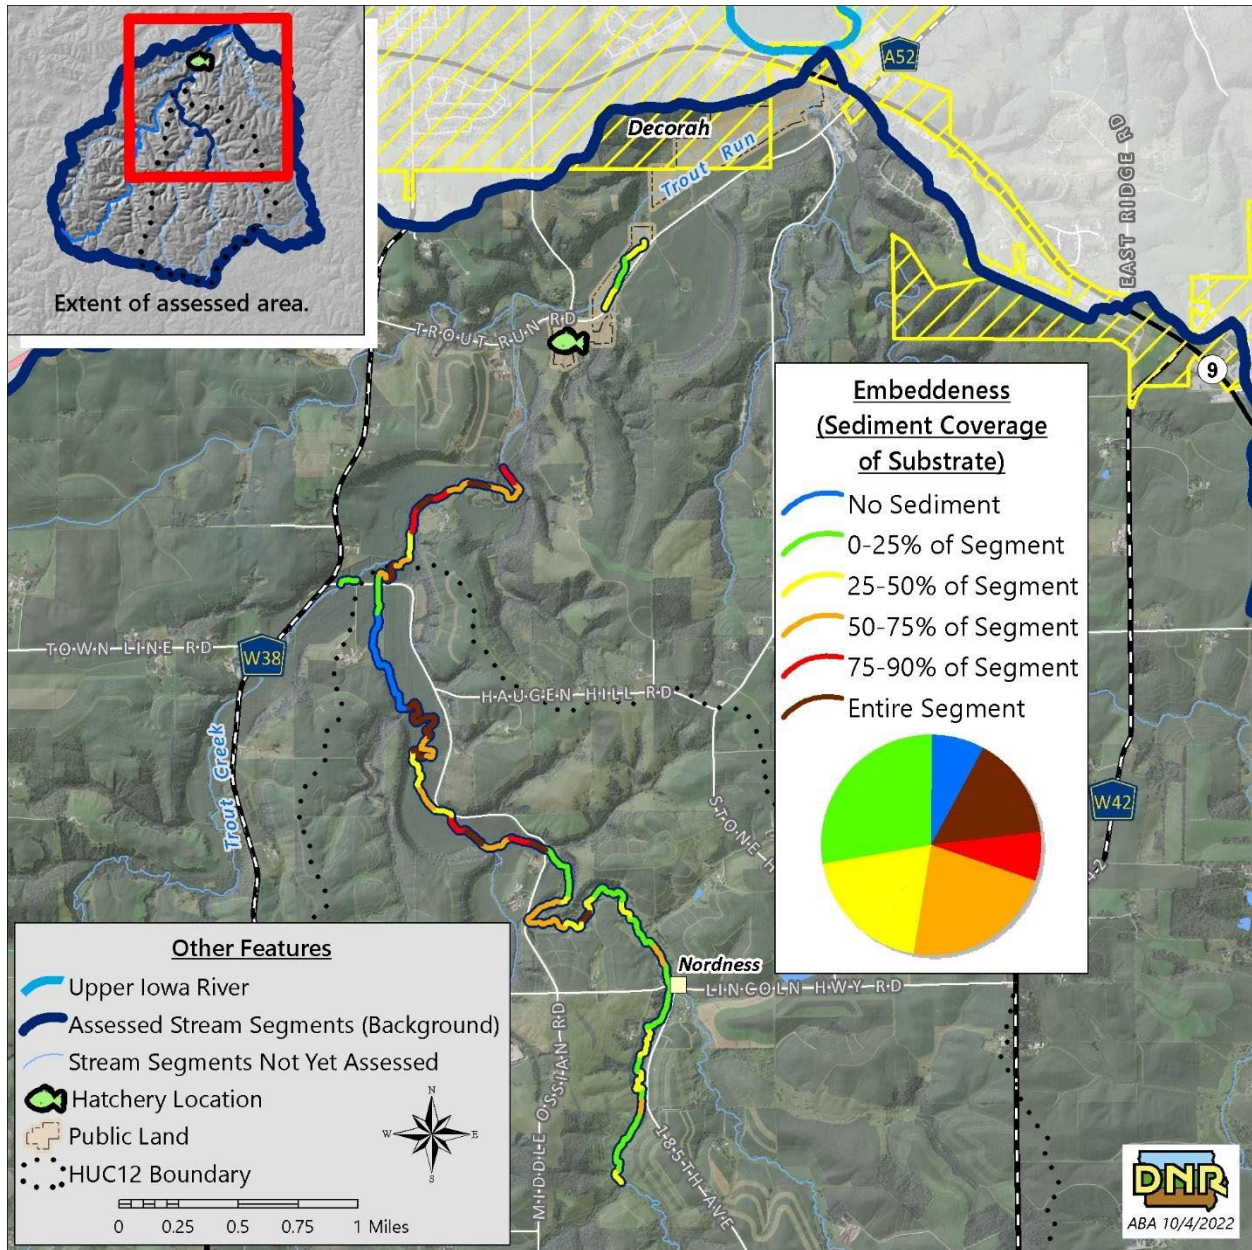 Extent of assessed area.
A52
Decorah
Trout Run
EAST RIDGE RD
TROUT RUN RD
9
Embeddeness
(Sediment Coverage
of Substrate)
No Sediment
0-25% of Segment
25-50% of Segment
50-75% of Segment
75-90% of Segment
Entire Segment
TOWN LINE RD
W38
HAUGEN HILL RD
Trout Creek
STONE H
W42
4-2
Nordness
LINCOLN HWY RD
MIDDLE OSSIAN RD
185TH AVE
Other Features
Upper Iowa River
Assessed Stream Segments (Background)
Stream Segments Not Yet Assessed
Hatchery Location
Public Land
HUC12 Boundary
N
W
E
S
0 0.25 0.5 0.75 1 Miles
DNR
ABA 10/4/2022